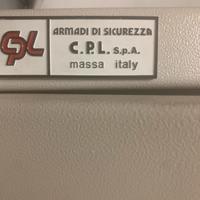 CPL
ARMADI DI SICUREZZA
C.P.L. S.p.A.
massa italy